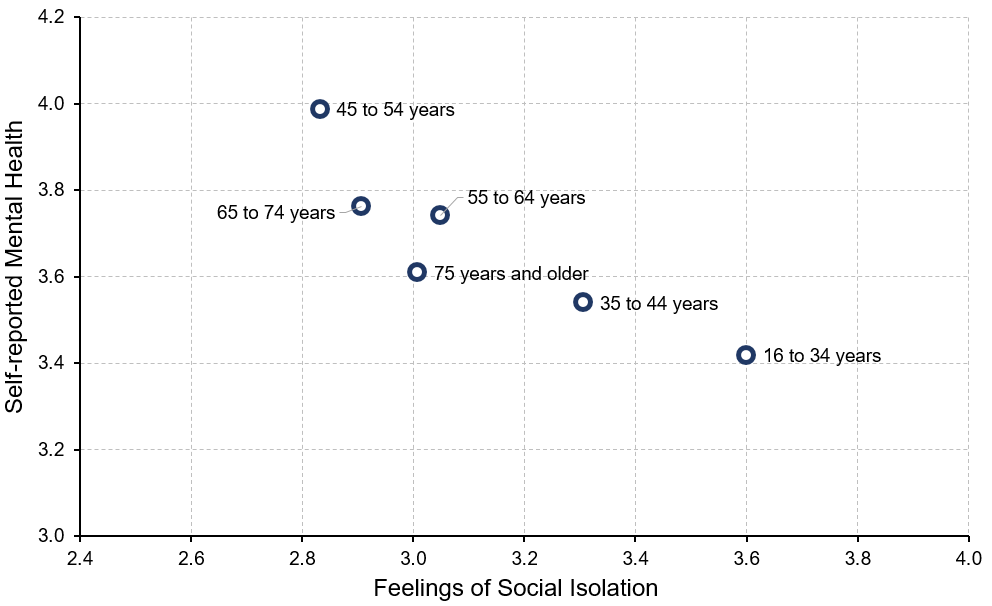 4.2
4.0
3.8
3.6
3.4
3.2
3.0
Self-reported Mental Health
45 to 54 years
55 to 64 years
65 to 74 years
75 years and older
35 to 44 years
16 to 34 years
2.4 2.6 2.8 3.0 3.2 3.4 3.6 3.8 4.0
Feelings of Social Isolation